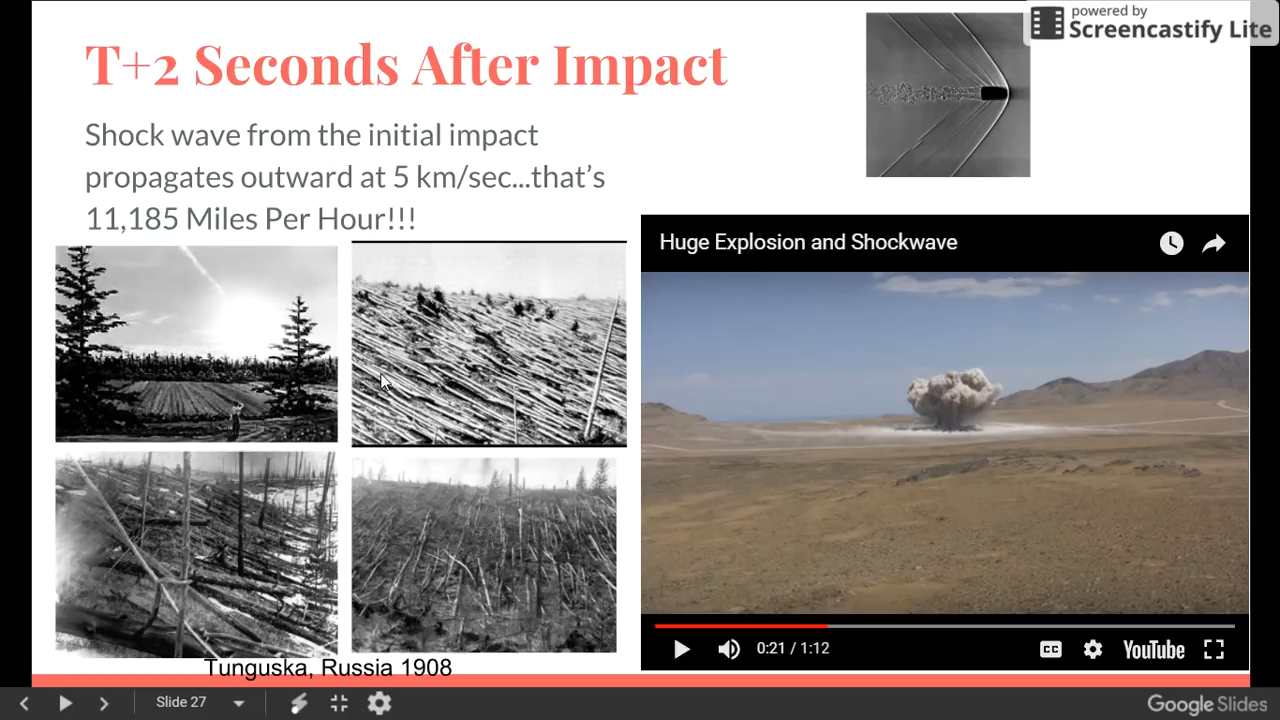 powered by
Screencastify Lite
T+2 Seconds After Impact
Shock wave from the initial impact
propagates outward at 5 km/sec...that's
11,185 Miles Per Hour!!!
Huge Explosion and Shockwave
0:21 / 1:12
CC
YouTube
Tunguska, Russia 1908
Slide 27
Google Slides